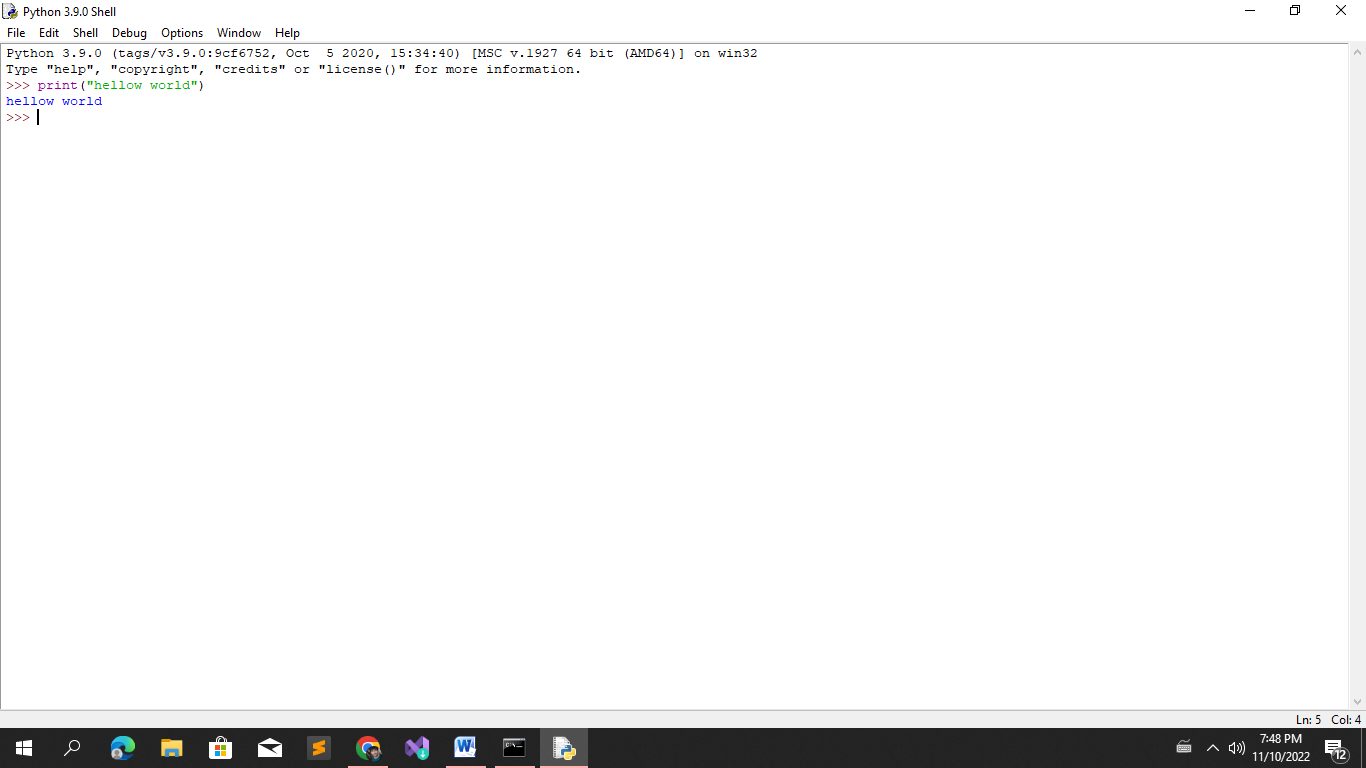 Python 3.9.0 Shell
File Edit Shell Debug Options Window Help
Python 3.9.0 (tags/v3.9.0:9cf6752, Oct  5 2020, 15:34:40) [MSC v.1927 64 bit (AMD64)] on win32
Type "help", "copyright", "credits" or "license()" for more information.
>>> print("hellow world")
hellow world
>>>
Ln: 5 Col: 4
7:48 PM
11/10/2022
12